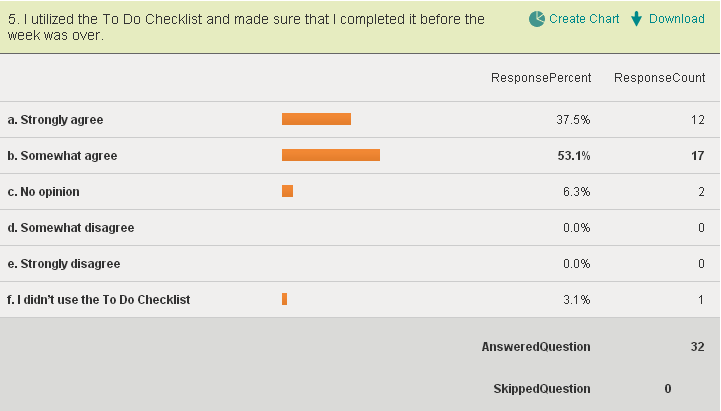 5. I utilized the To Do Checklist and made sure that I completed it before the week was over.
Create Chart Download
ResponsePercent ResponseCount
a. Strongly agree 37.5% 12
b. Somewhat agree 53.1% 17
c. No opinion 6.3% 2
d. Somewhat disagree 0.0% 0
e. Strongly disagree 0.0% 0
f. I didn't use the To Do Checklist 3.1% 1
AnsweredQuestion 32
SkippedQuestion 0